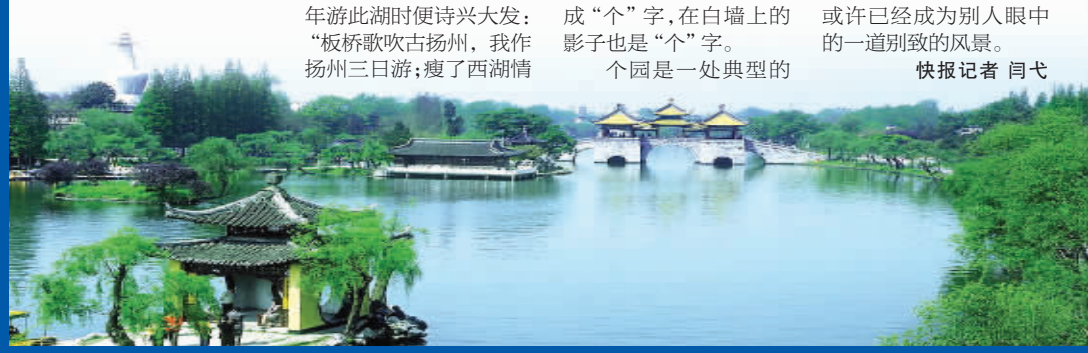 年游此湖时便诗兴大发：
“板桥歌吹古扬州，我作
扬州三日游；瘦了西湖情
成“个”字，在白墙上的
影子也是“个”字。
个园是一处典型的
或许已经成为别人眼中
的一道别致的风景。
快报记者 闫弋